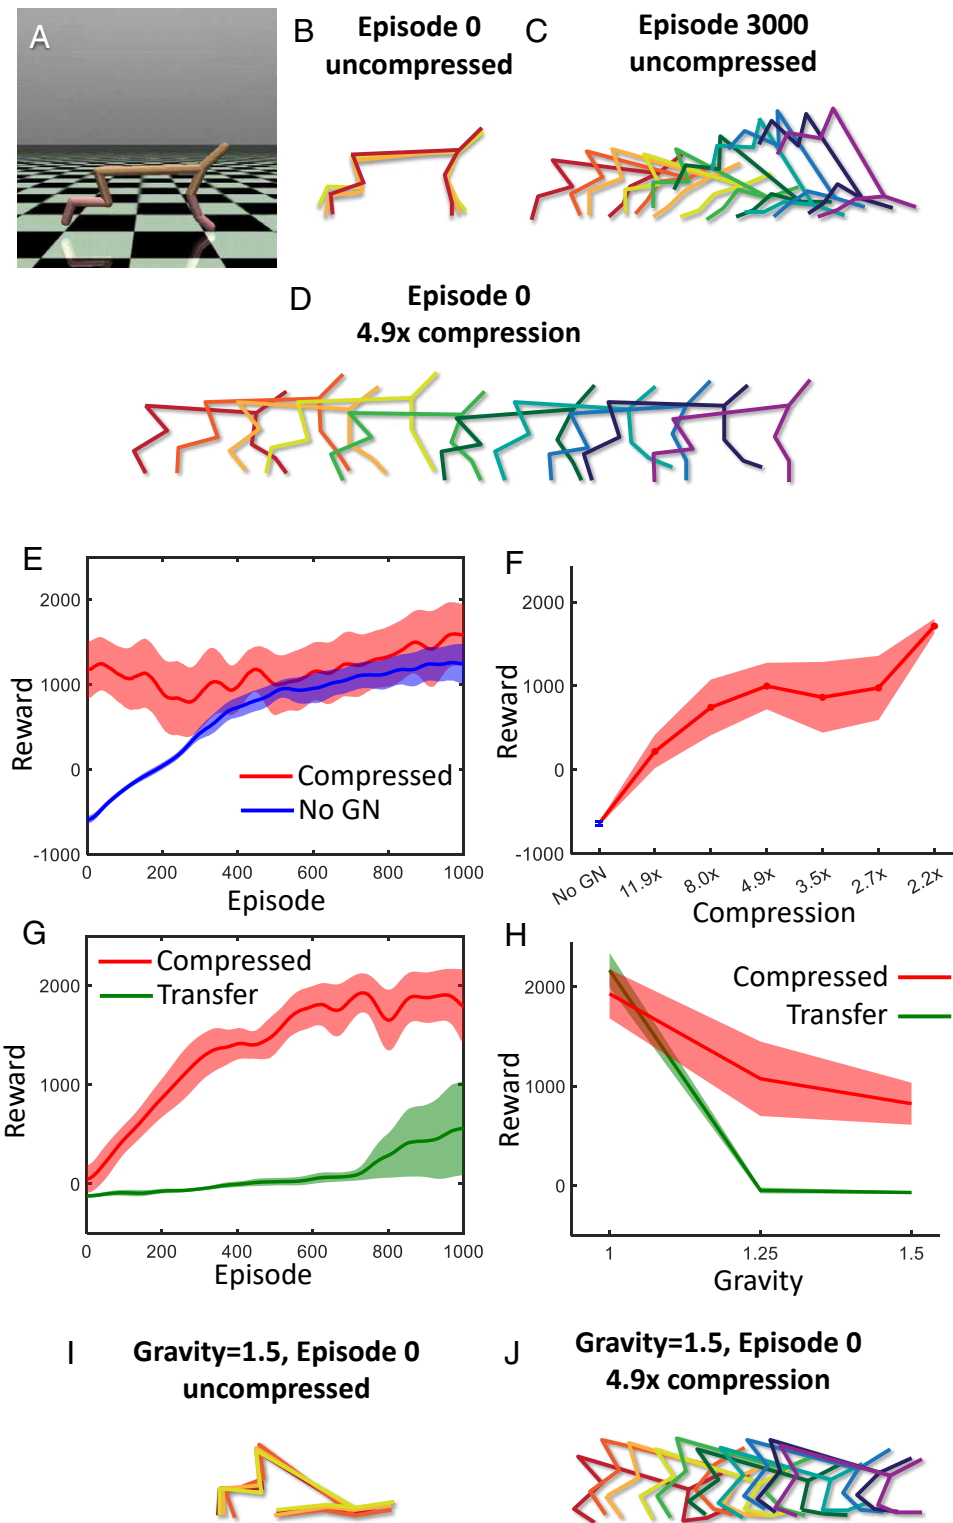 A
B
Episode 0
uncompressed
C
Episode 3000
uncompressed
D
Episode 0
4.9x compression
E
2000
1000
0
-1000
Reward
Compressed
No GN
0
200
400
600
800
1000
Episode
F
2000
1000
0
-1000
Reward
No GN
11.9x
8.0x
4.9x
3.5x
2.7x
2.2x
Compression
G
Compressed
Transfer
2000
1000
0
Reward
0
200
400
600
800
1000
Episode
H
Compressed
Transfer
2000
1000
0
Reward
1
1.25
1.5
Gravity
I
Gravity=1.5, Episode 0
uncompressed
J
Gravity=1.5, Episode 0
4.9x compression